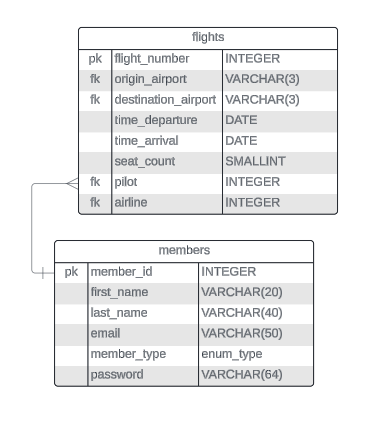 flights
pk flight_number INTEGER
fk origin_airport VARCHAR(3)
fk destination_airport VARCHAR(3)
time_departure DATE
time_arrival DATE
seat_count SMALLINT
fk pilot INTEGER
fk airline INTEGER
members
pk member_id INTEGER
first_name VARCHAR(20)
last_name VARCHAR(40)
email VARCHAR(50)
member_type enum_type
password VARCHAR(64)